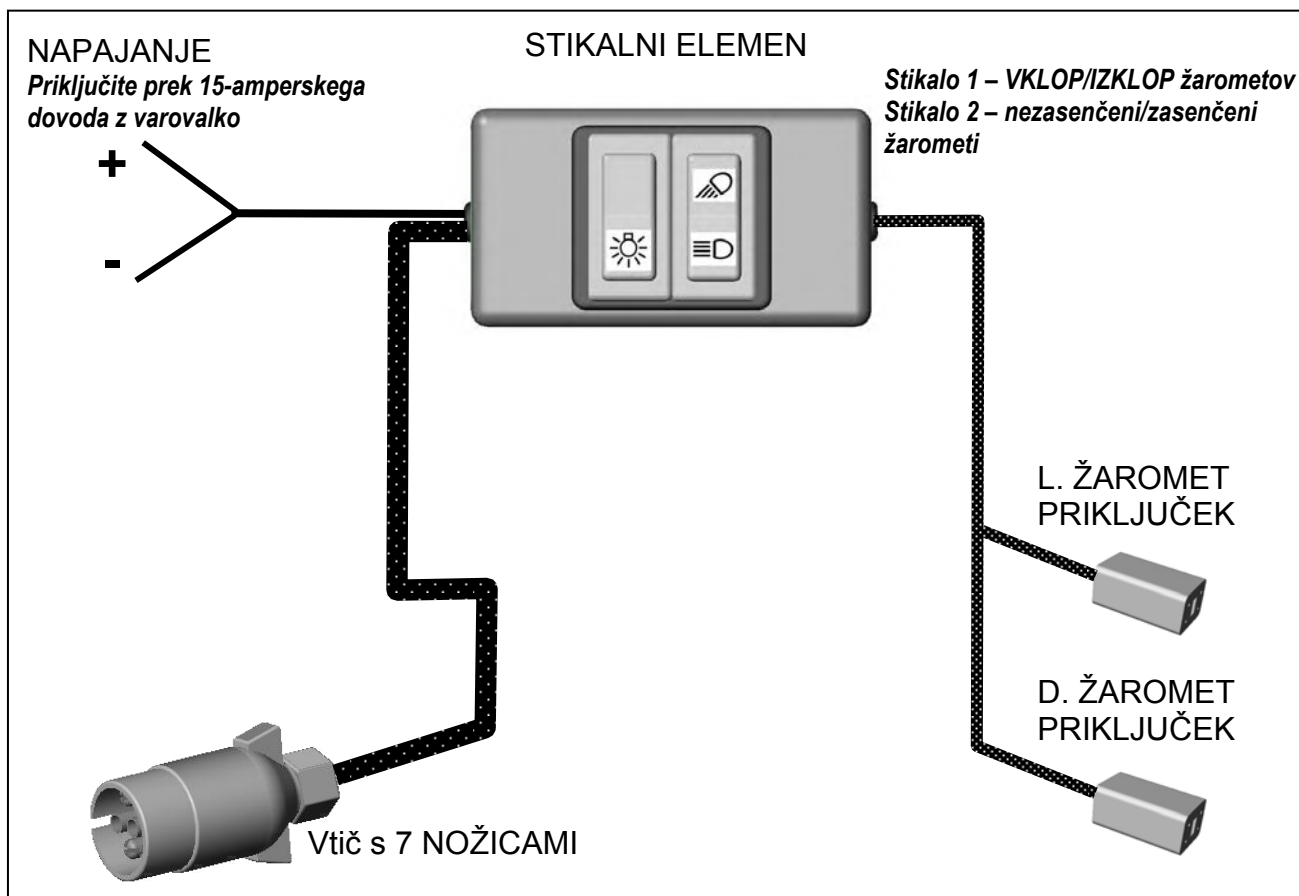 NAPAJANJE
Priključite prek 15-amperskega
dovoda z varovalko
+
-
STIKALNI ELEMEN
Stikalo 1 – VKLOP/IZKLOP žarometov
Stikalo 2 – nezasenčeni/zasenčeni
žarometi
L. ŽAROMET
PRIKLJUČEK
D. ŽAROMET
PRIKLJUČEK
Vtič s 7 NOŽICAMI